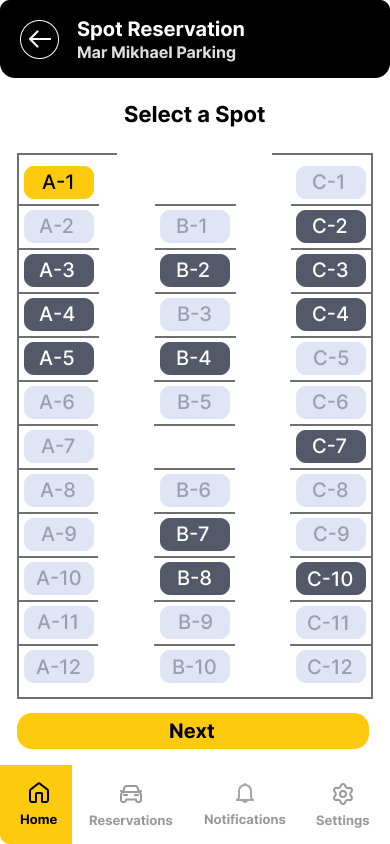 Spot Reservation
Mar Mikhael Parking
Select a Spot
A-1 C-1
A-2 B-1 C-2
A-3 B-2 C-3
A-4 B-3 C-4
A-5 B-4 C-5
A-6 B-5 C-6
A-7 C-7
A-8 B-6 C-8
A-9 B-7 C-9
A-10 B-8 C-10
A-11 B-9 C-11
A-12 B-10 C-12
Next
Home Reservations Notifications Settings